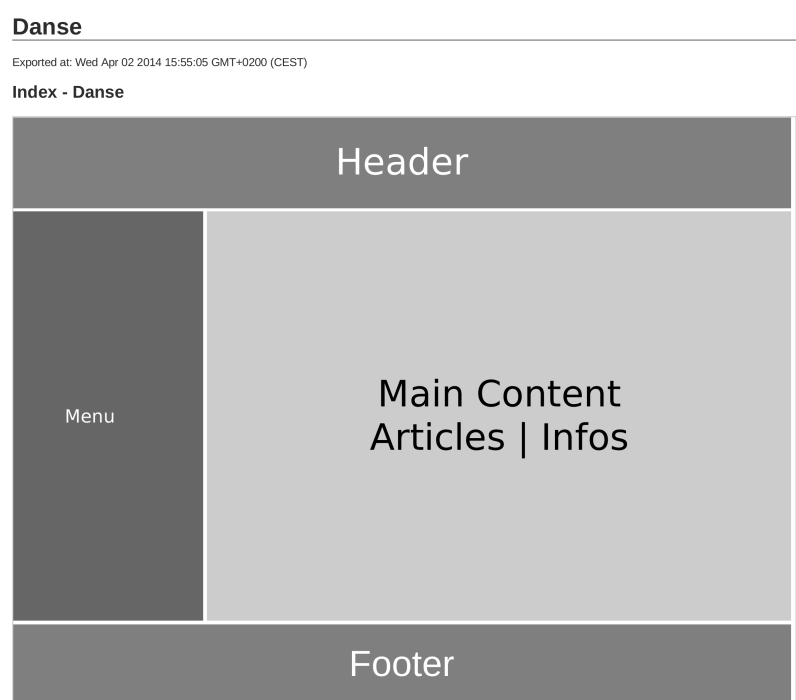 Danse
Exported at: Wed Apr 02 2014 15:55:05 GMT+0200 (CEST)
Index - Danse
Header
Menu
Main Content
Articles | Infos
Footer